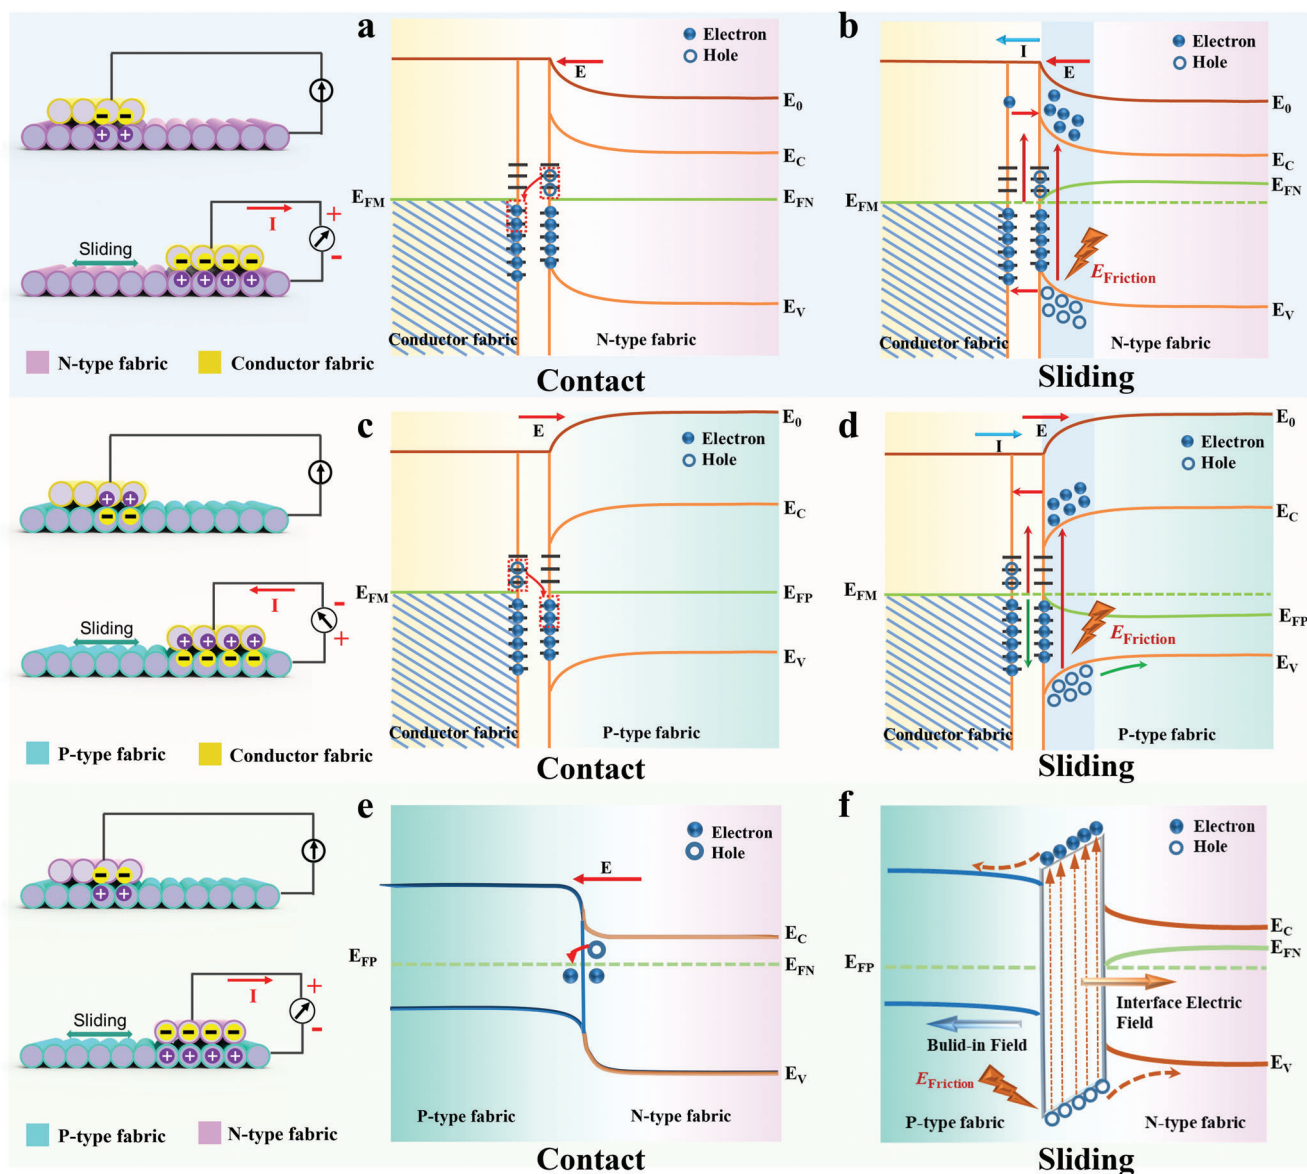 a
E
Electron
Hole
E0
EC
EFM
EFN
EV
Conductor fabric
N-type fabric
Contact
b
I
E
Electron
Hole
E0
EC
EFN
EFM
EFriction
EV
Conductor fabric
N-type fabric
Sliding
I
+
-
Sliding
N-type fabric
Conductor fabric
c
E
Electron
Hole
E0
EC
EFM
EFP
EV
Conductor fabric
P-type fabric
Contact
d
I
E
Electron
Hole
E0
EC
EFM
EFP
EFriction
EV
Conductor fabric
P-type fabric
Sliding
I
-
+
Sliding
P-type fabric
Conductor fabric
e
E
Electron
Hole
EC
EFP
EFN
EV
P-type fabric
N-type fabric
Contact
f
Electron
Hole
EC
EFN
EFP
Interface Electric
Field
Bulid-in Field
EV
EFriction
P-type fabric
N-type fabric
Sliding
I
+
-
Sliding
P-type fabric
N-type fabric